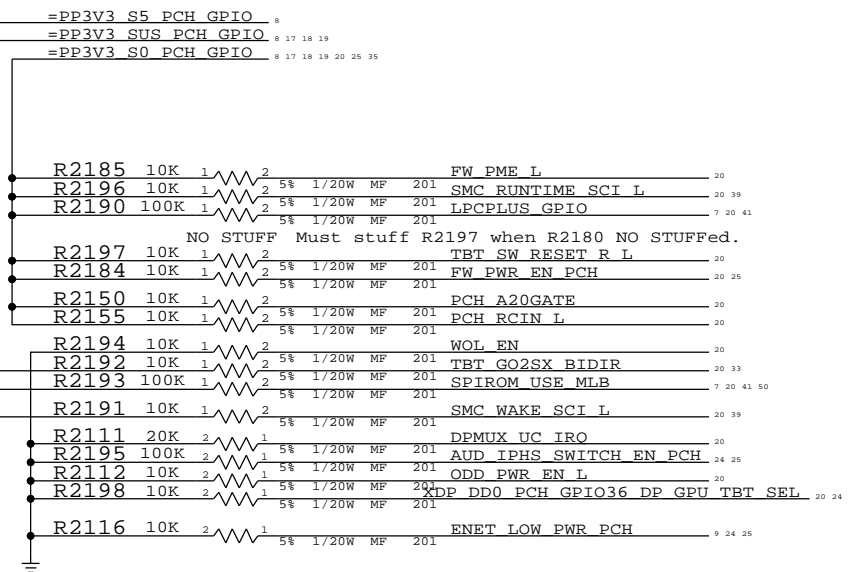 =PP3V3_S5_PCH_GPIO 8
=PP3V3_SUS_PCH_GPIO 8 17 18 19
=PP3V3_S0_PCH_GPIO 8 17 18 19 20 25 35
R2185 10K 1 2 5% 1/20W MF 201 FW_PME_L 20
R2196 10K 1 2 5% 1/20W MF 201 SMC_RUNTIME_SCI_L 20 39
R2190 100K 1 2 5% 1/20W MF 201 LPCPLUS_GPIO 7 20 41
NO STUFF Must stuff R2197 when R2180 NO STUFFed.
R2197 10K 1 2 5% 1/20W MF 201 TBT_SW_RESET_R_L 20
R2184 10K 1 2 5% 1/20W MF 201 FW_PWR_EN_PCH 20 25
R2150 10K 1 2 5% 1/20W MF 201 PCH_A20GATE 20
R2155 10K 1 2 5% 1/20W MF 201 PCH_RCIN_L 20
R2194 10K 1 2 5% 1/20W MF 201 WOL_EN 20
R2192 10K 1 2 5% 1/20W MF 201 TBT_GO2SX_BIDIR 20 33
R2193 100K 1 2 5% 1/20W MF 201 SPIROM_USE_MLB 7 20 41 50
R2191 10K 1 2 5% 1/20W MF 201 SMC_WAKE_SCI_L 20 39
R2111 20K 2 1 5% 1/20W MF 201 DPMUX_UC_IRQ 20
R2195 100K 2 1 5% 1/20W MF 201 AUD_IPHS_SWITCH_EN_PCH 24 25
R2112 10K 2 1 5% 1/20W MF 201 ODD_PWR_EN_L 20
R2198 10K 2 1 5% 1/20W MF 201 XDP_DD0_PCH_GPIO36_DP_GPU_TBT_SEL 20 24
R2116 10K 2 1 5% 1/20W MF 201 ENET_LOW_PWR_PCH 9 24 25